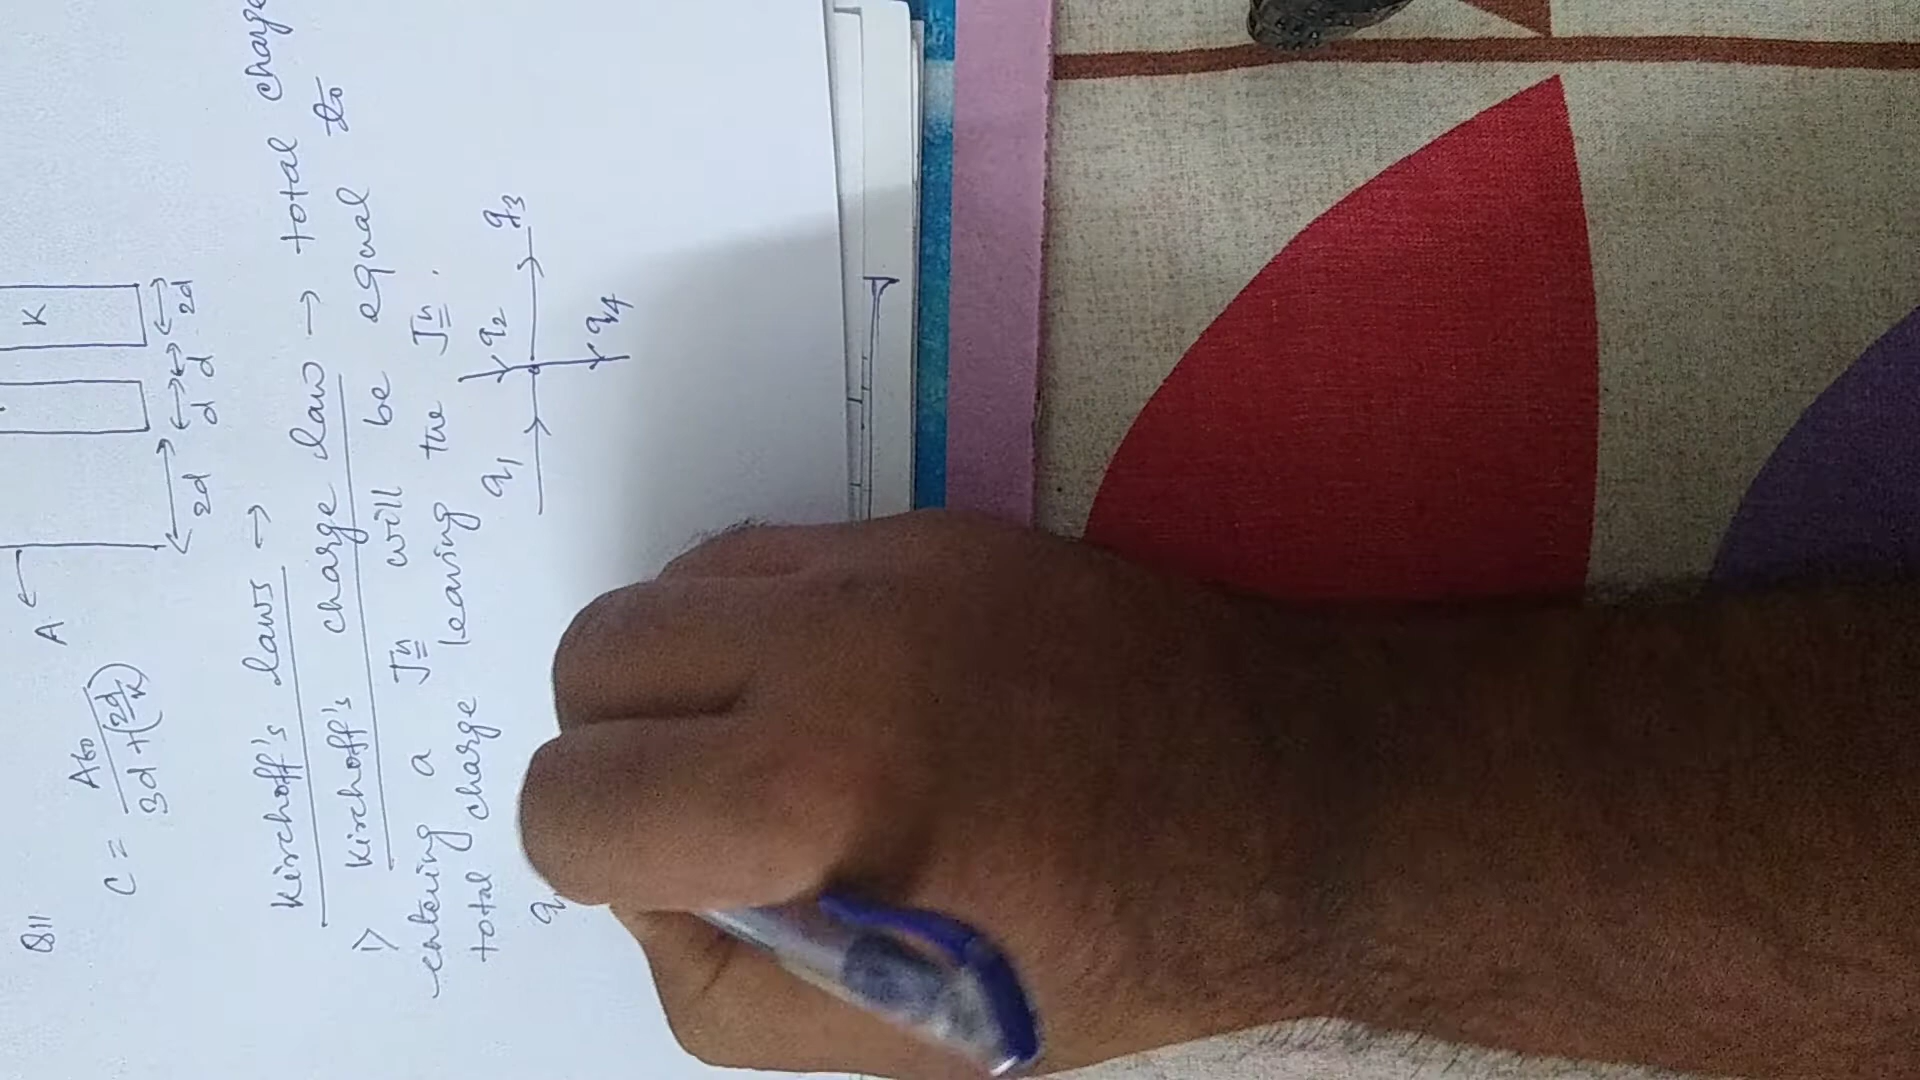 Q11
A
K
2d d d 2d
C = Aε₀ / 3d + (2d/K)
Kirchoff's laws →
1) Kirchoff's charge law → total charge
entering a Jn will be equal to
total charge leaving the Jn.
q1 q2 q3
q4
q